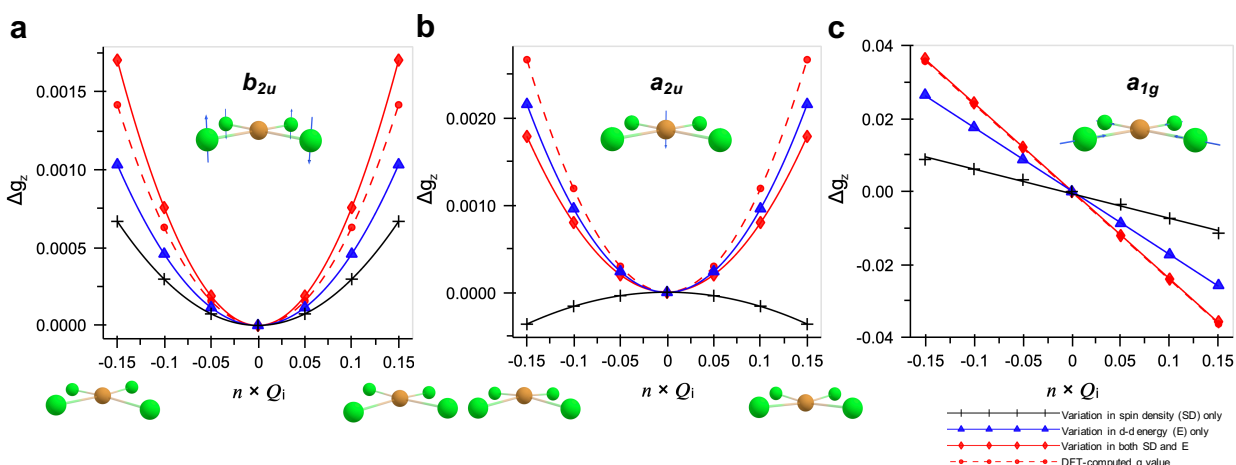 a
b
c
b2u
a2u
a1g
Δgz
0.0015
0.0010
0.0005
0.0000
-0.15 -0.1 -0.05 0 0.05 0.1 0.15
n × Qi
Δgz
0.0020
0.0010
0.0000
-0.15 -0.1 -0.05 0 0.05 0.1 0.15
n × Qi
Δgz
0.04
0.02
0.00
-0.02
-0.04
-0.15 -0.10 -0.05 0 0.05 0.10 0.15
n × Qi
Variation in spin density (SD) only
Variation in d-d energy (E) only
Variation in both SD and E
DFT-computed g value